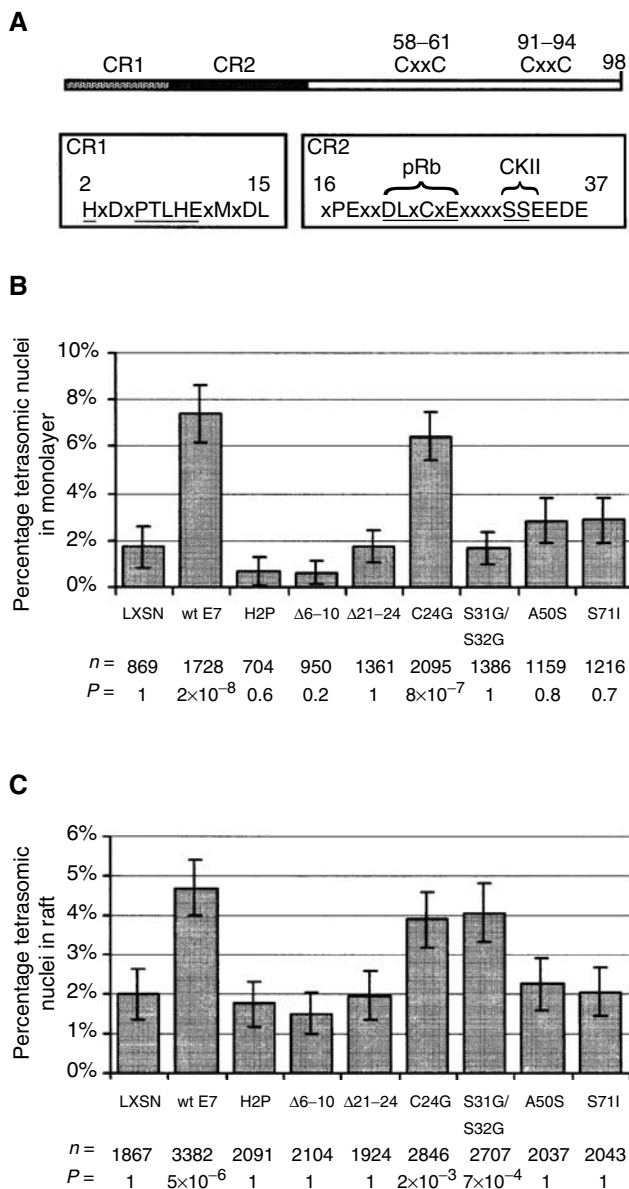 A
58–61 91–94
CR1 CR2 CxxC CxxC 98
CR1
2 15
HxDxPTLHExMxDL
CR2
pRb CKII
16 37
xPExxDLxCxExxxxSSEEDE
B
Percentage tetrasomic nuclei
in monolayer
10%
8%
6%
4%
2%
0%
LXSN wt E7 H2P Δ6–10 Δ21–24 C24G S31G/ A50S S71I
S32G
n = 869 1728 704 950 1361 2095 1386 1159 1216
P = 1 2×10⁻⁸ 0.6 0.2 1 8×10⁻⁷ 1 0.8 0.7
C
Percentage tetrasomic
nuclei in raft
6%
5%
4%
3%
2%
1%
0%
LXSN wt E7 H2P Δ6–10 Δ21–24 C24G S31G/ A50S S71I
S32G
n = 1867 3382 2091 2104 1924 2846 2707 2037 2043
P = 1 5×10⁻⁶ 1 1 1 2×10⁻³ 7×10⁻⁴ 1 1